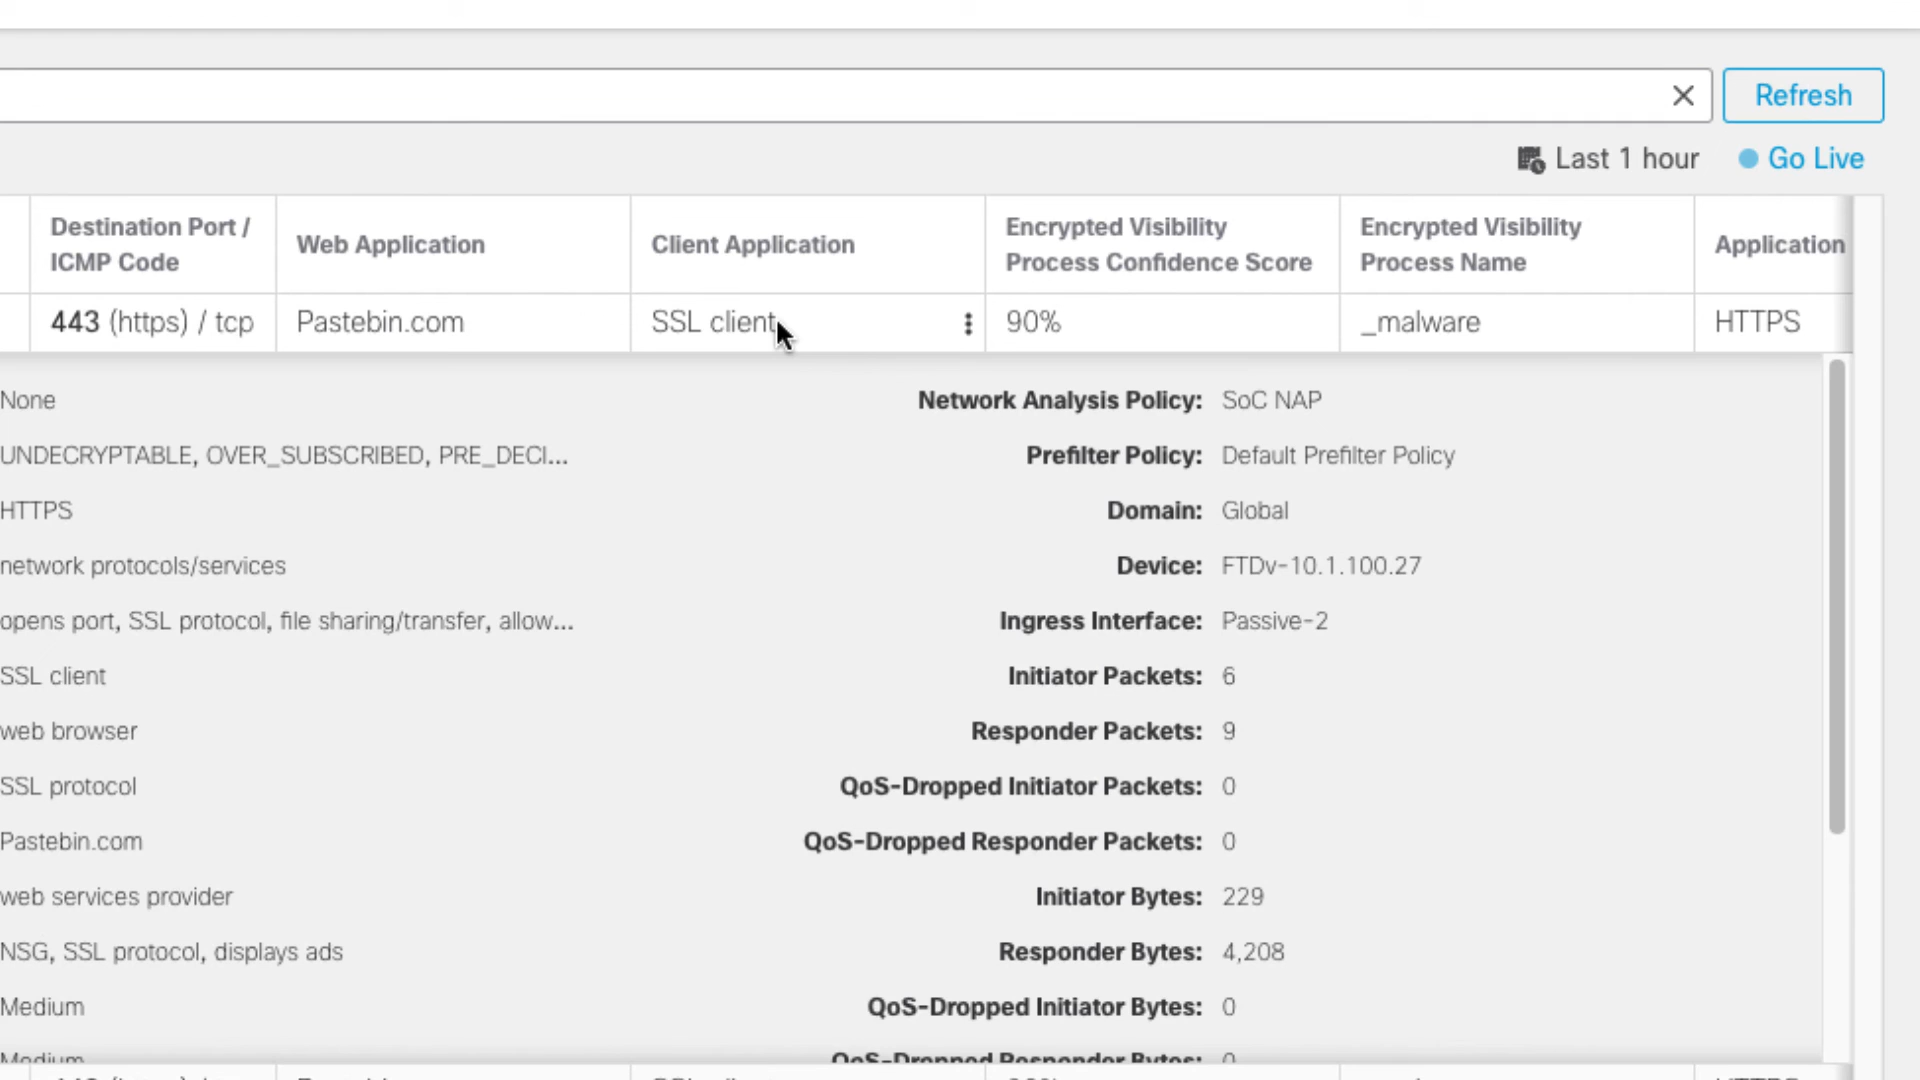 Refresh
Last 1 hour
Go Live
Destination Port /
ICMP Code
Web Application
Client Application
Encrypted Visibility
Process Confidence Score
Encrypted Visibility
Process Name
Application
443 (https) / tcp
Pastebin.com
SSL client
90%
_malware
HTTPS
None
Network Analysis Policy: SoC NAP
UNDECRYPTABLE, OVER_SUBSCRIBED, PRE_DECI...
Prefilter Policy: Default Prefilter Policy
HTTPS
Domain: Global
network protocols/services
Device: FTDv-10.1.100.27
opens port, SSL protocol, file sharing/transfer, allow...
Ingress Interface: Passive-2
SSL client
Initiator Packets: 6
web browser
Responder Packets: 9
SSL protocol
QoS-Dropped Initiator Packets: 0
Pastebin.com
QoS-Dropped Responder Packets: 0
web services provider
Initiator Bytes: 229
NSG, SSL protocol, displays ads
Responder Bytes: 4,208
Medium
QoS-Dropped Initiator Bytes: 0
Medium
QoS-Dropped Responder Bytes: 0